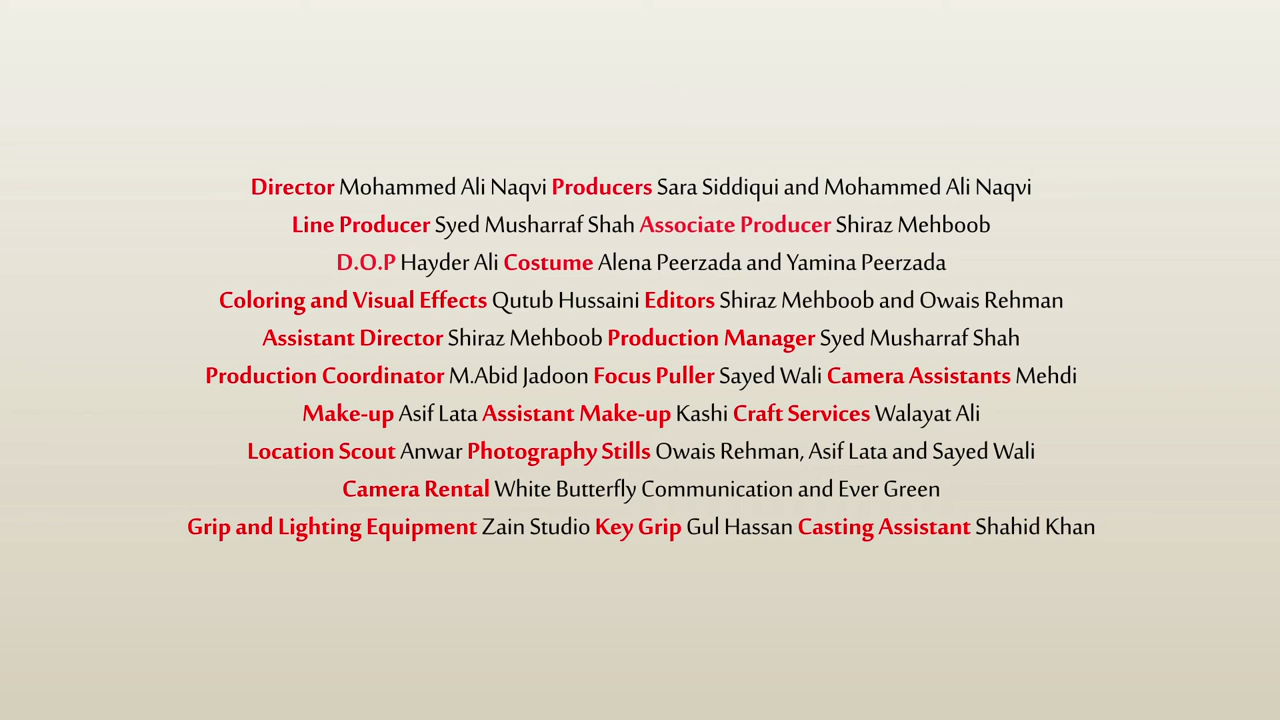 Director Mohammed Ali Naqvi Producers Sara Siddiqui and Mohammed Ali Naqvi
Line Producer Syed Musharraf Shah Associate Producer Shiraz Mehboob
D.O.P Hayder Ali Costume Alena Peerzada and Yamina Peerzada
Coloring and Visual Effects Qutub Hussaini Editors Shiraz Mehboob and Owais Rehman
Assistant Director Shiraz Mehboob Production Manager Syed Musharraf Shah
Production Coordinator M.Abid Jadoon Focus Puller Sayed Wali Camera Assistants Mehdi
Make-up Asif Lata Assistant Make-up Kashi Craft Services Walayat Ali
Location Scout Anwar Photography Stills Owais Rehman, Asif Lata and Sayed Wali
Camera Rental White Butterfly Communication and Ever Green
Grip and Lighting Equipment Zain Studio Key Grip Gul Hassan Casting Assistant Shahid Khan